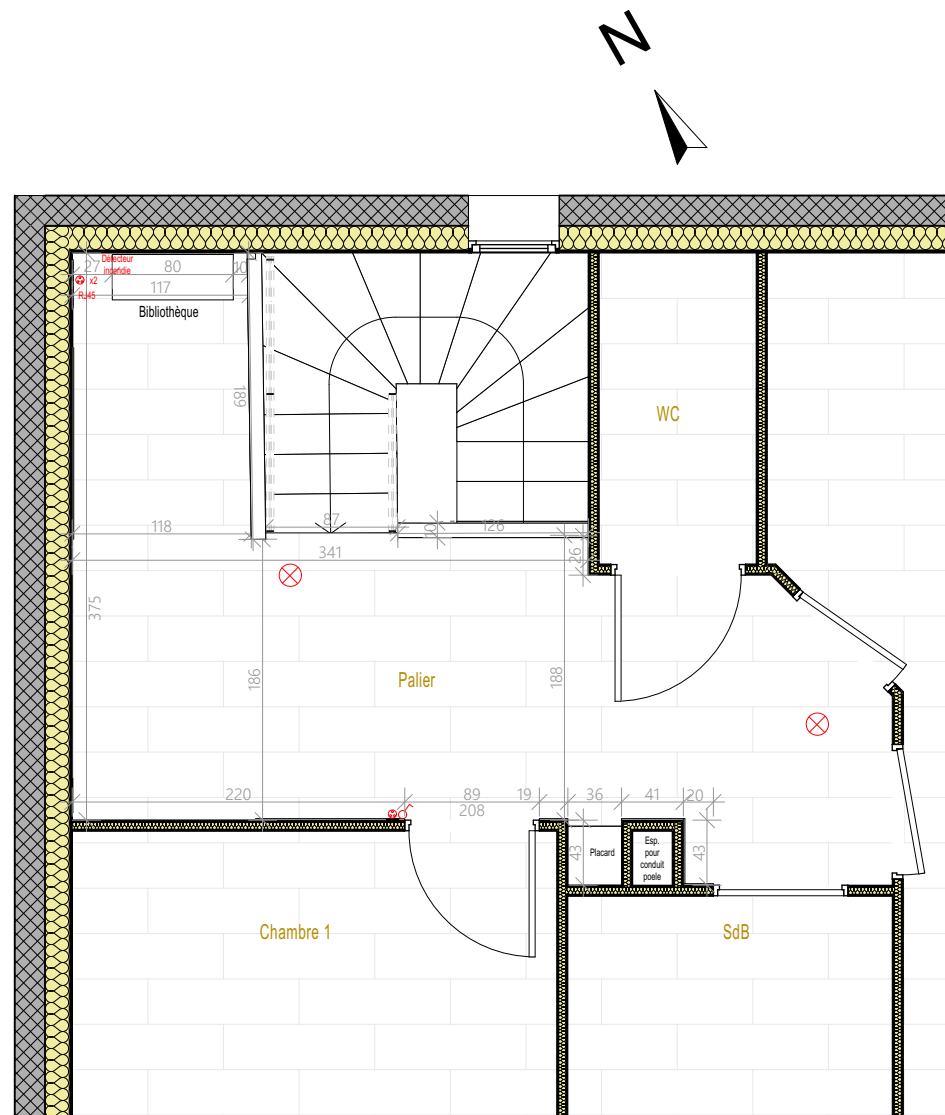 N
Détecteur
incendie
27
80
10
x2
RJ45
117
Bibliothèque
189
WC
118
87
10
126
341
26
375
186
Palier
188
220
89
19
36
41
20
208
43
Placard
Esp.
pour
conduit
poele
43
Chambre 1
SdB